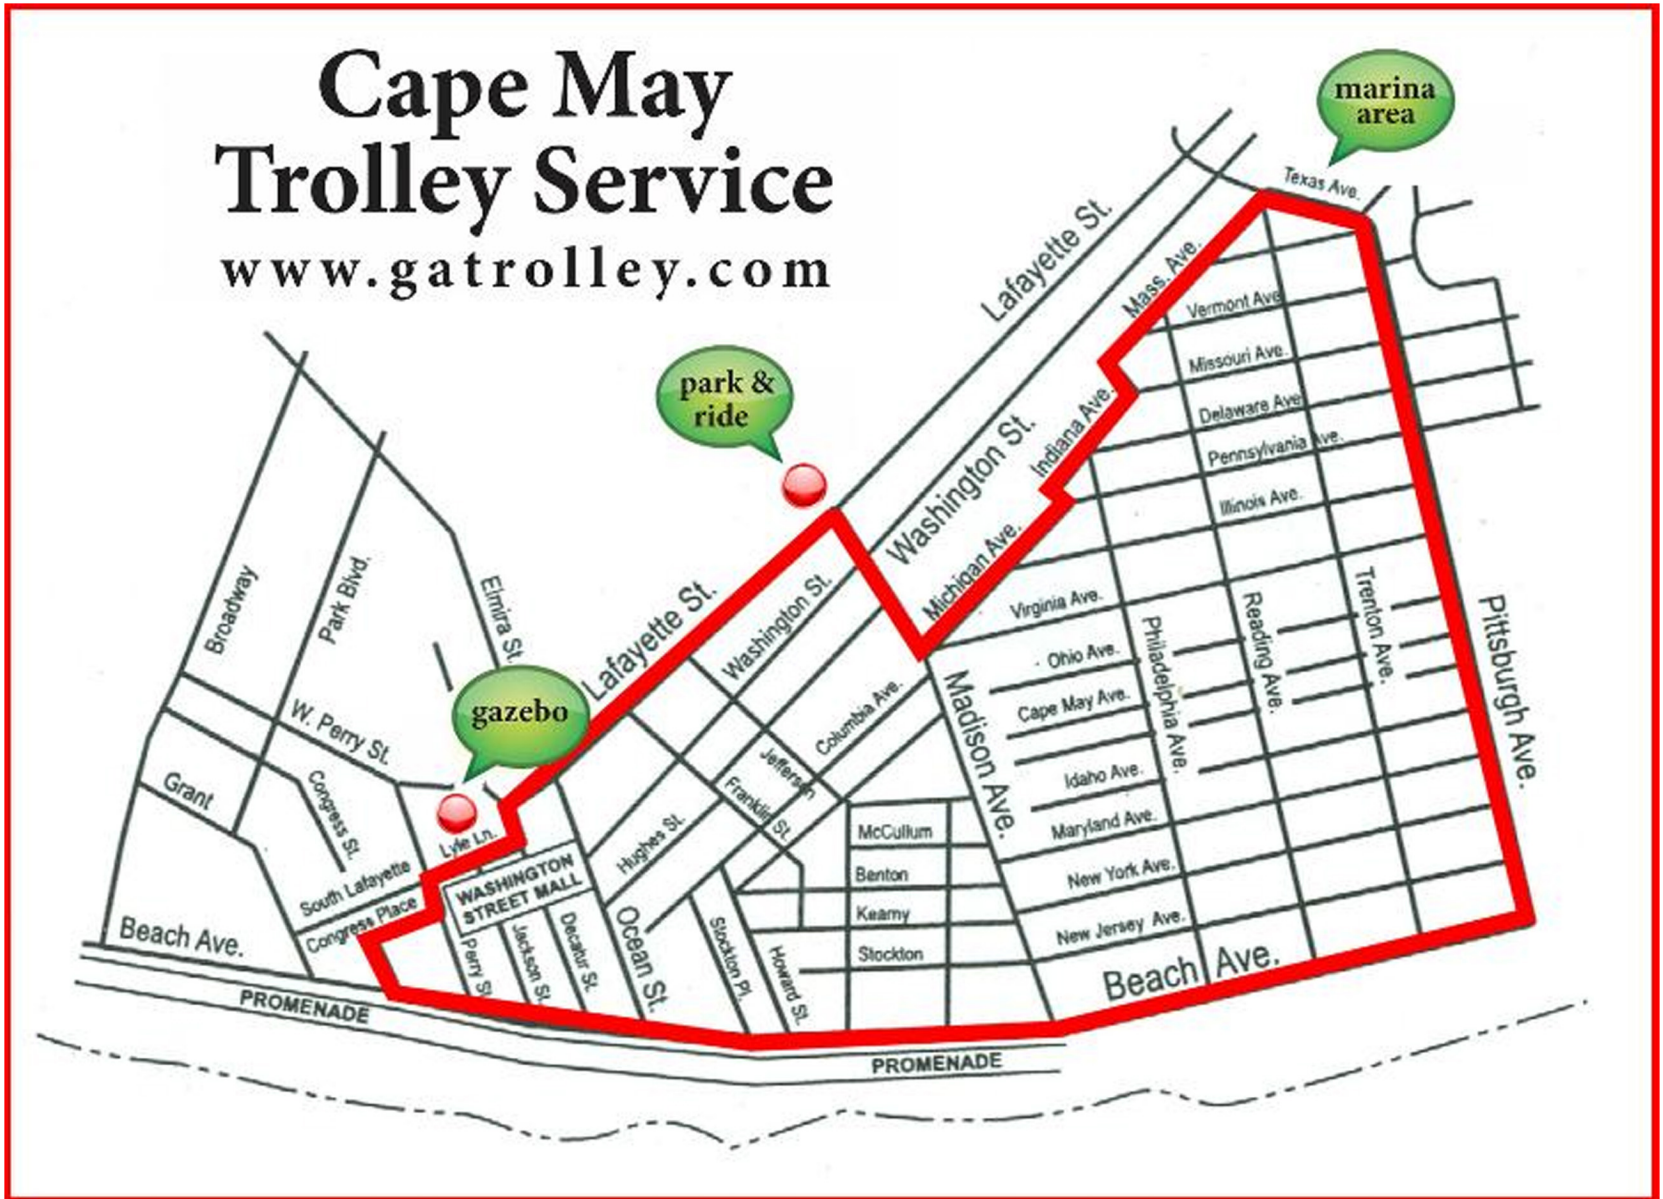 Cape May
Trolley Service
www.gatrolley.com
marina
area
Texas Ave.
Lafayette St.
Mass. Ave.
Vermont Ave
Missouri Ave.
park &
ride
Delaware Ave
Indiana Ave.
Washington St.
Pennsylvania Ave.
Illinois Ave.
Michigan Ave.
Broadway
Park Blvd.
Elmira St.
Lafayette St.
Washington St.
Virginia Ave.
Trenton Ave.
Reading Ave.
Philadelphia Ave.
Pittsburgh Ave.
Ohio Ave.
Madison Ave.
Cape May Ave.
Columbia Ave.
gazebo
W. Perry St.
Grant
Congress St.
Jefferson
Franklin St.
Idaho Ave.
Maryland Ave.
Hughes St.
McCullum
Lyle Ln.
WASHINGTON
STREET MALL
Benton
New York Ave.
South Lafayette
Congress Place
Kearny
New Jersey Ave.
Beach Ave.
Perry St.
Jackson St.
Decatur St.
Ocean St.
Stockton Pl.
Howard St.
Stockton
Beach Ave.
PROMENADE
PROMENADE